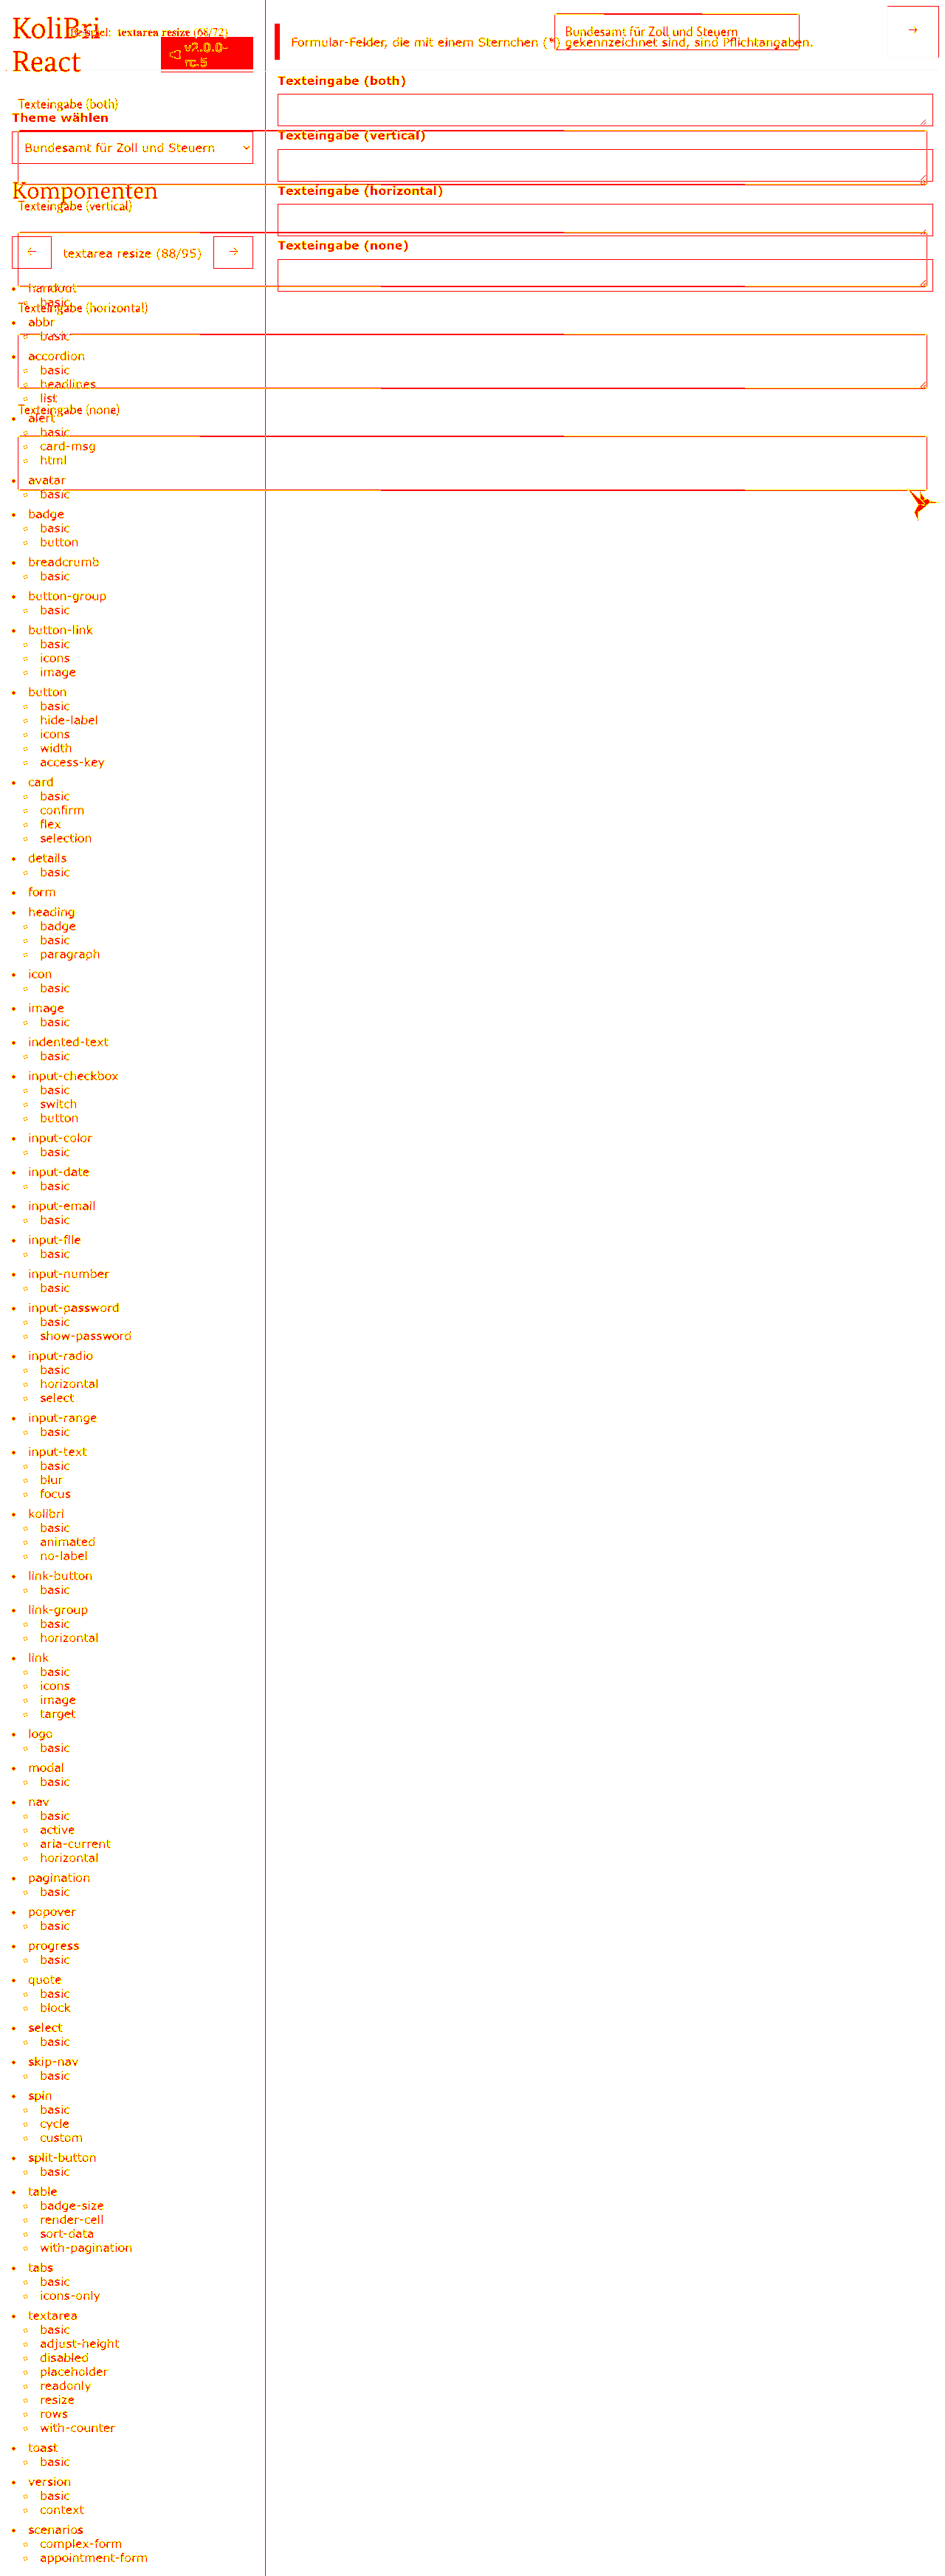 KoliBri
React
Beispiel: textarea resize (68/72)
v2.0.0-
rc.5
Bundesamt für Zoll und Steuern
Formular-Felder, die mit einem Sternchen (*) gekennzeichnet sind, sind Pflichtangaben.
Texteingabe (both)
Texteingabe (both)
Theme wählen
Texteingabe (vertical)
Bundesamt für Zoll und Steuern
Komponenten
Texteingabe (horizontal)
Texteingabe (vertical)
Texteingabe (none)
← textarea resize (88/95) →
handout
basic
Texteingabe (horizontal)
abbr
basic
accordion
basic
headlines
list
Texteingabe (none)
alert
basic
card-msg
html
avatar
basic
badge
basic
button
breadcrumb
basic
button-group
basic
button-link
basic
icons
image
button
basic
hide-label
icons
width
access-key
card
basic
confirm
flex
selection
details
basic
form
heading
badge
basic
paragraph
icon
basic
image
basic
indented-text
basic
input-checkbox
basic
switch
button
input-color
basic
input-date
basic
input-email
basic
input-file
basic
input-number
basic
input-password
basic
show-password
input-radio
basic
horizontal
select
input-range
basic
input-text
basic
blur
focus
kolibri
basic
animated
no-label
link-button
basic
link-group
basic
horizontal
link
basic
icons
image
target
logo
basic
modal
basic
nav
basic
active
aria-current
horizontal
pagination
basic
popover
basic
progress
basic
quote
basic
block
select
basic
skip-nav
basic
spin
basic
cycle
custom
split-button
basic
table
badge-size
render-cell
sort-data
with-pagination
tabs
basic
icons-only
textarea
basic
adjust-height
disabled
placeholder
readonly
resize
rows
with-counter
toast
basic
version
basic
context
scenarios
complex-form
appointment-form